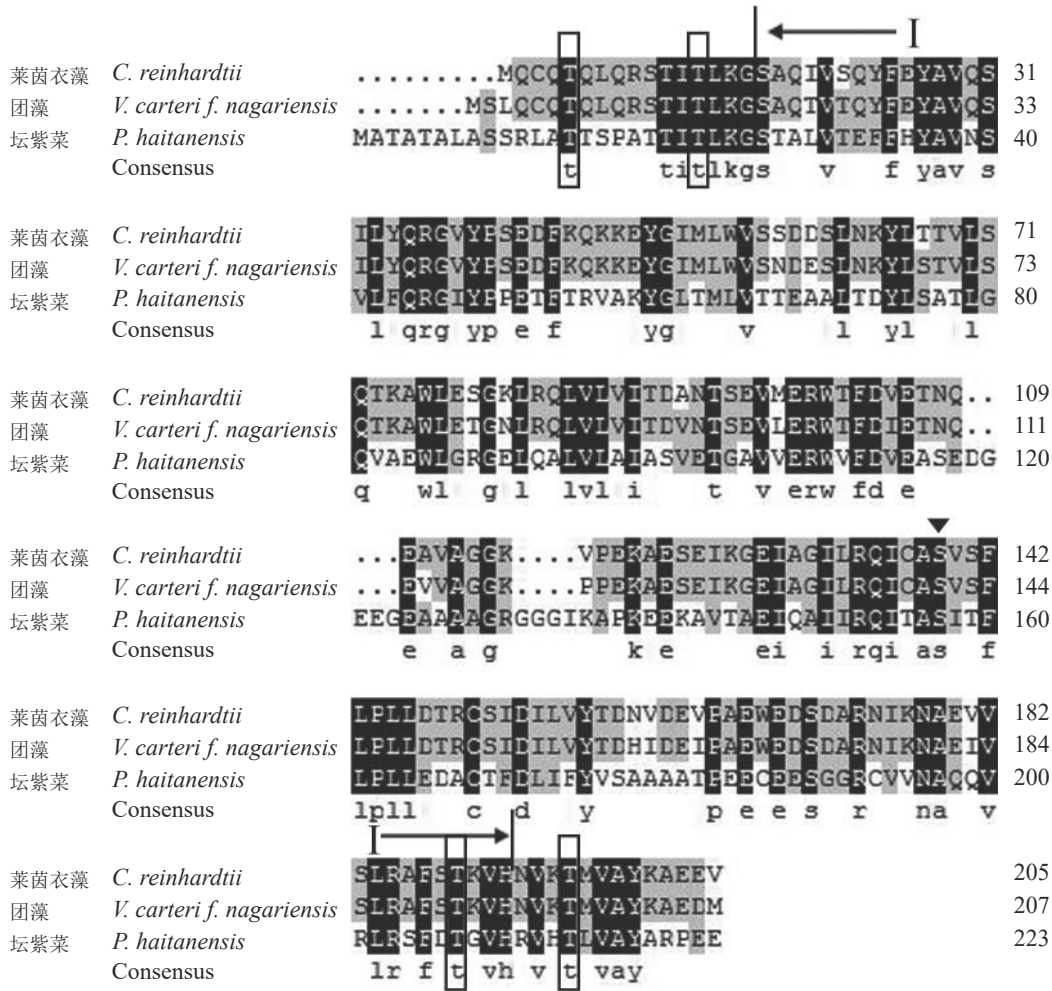 I
莱茵衣藻 C. reinhardtii .........MQCQTQLQRSTITLKGSAQIVSQYFEYAVQS 31
团藻 V. carteri f. nagariensis .......MSLQCQTQLQRSTITLKGSAQTVTQYFEYAVQS 33
坛紫菜 P. haitanensis MATATALASSRLATTSPATTITLKGSTALVTEFFHYAVNS 40
Consensus t titlkgs v f yav s
莱茵衣藻 C. reinhardtii ILYQRGVYPSEDFKQKKEYGIMLWVSSDDSLNKYLTTVLS 71
团藻 V. carteri f. nagariensis ILYQRGVYPSEDFKQKKEYGIMLWVSNDESLNKYLSTVLS 73
坛紫菜 P. haitanensis VLFQRGIYPPETFTRVAKYGLTMLVTTEAALTDYLSATLG 80
Consensus l qrg yp e f yg v l yl l
莱茵衣藻 C. reinhardtii QTKAWLESGKLRQLVLVITDANTSEVMERWTFDVETNQ.. 109
团藻 V. carteri f. nagariensis QTKAWLETGNLRQLVLVITDVNTSEVLERWTFDIETNQ.. 111
坛紫菜 P. haitanensis QVAEWLGRGELQALVLAIASVETGAVVERWVFDVEASEDG 120
Consensus q wl g l lvl i t v erw fd e
莱茵衣藻 C. reinhardtii ...EAVAGGK....VPEKAESEIKGEIAGILRQICASVSF 142
团藻 V. carteri f. nagariensis ...EVVAGGK....PPEKAESEIKGEIAGILRQICASVSF 144
坛紫菜 P. haitanensis EEGEAAAAGRGGGIKAPKEEKAVTAEIQAIIRQITASITF 160
Consensus e a g k e ei i rqi as f
莱茵衣藻 C. reinhardtii LPLLDTRCSIDILVYTDNVDEVPAEWEDSDARNIKNAEVV 182
团藻 V. carteri f. nagariensis LPLLDTRCSIDILVYTDHIDEIPAEWEDSDARNIKNAEIV 184
坛紫菜 P. haitanensis LPLLEDACTFDLIFYVSAAAATPEECEESGGRCVVNAQQV 200
Consensus lpll c d y p e e s r na v
I
莱茵衣藻 C. reinhardtii SLRAFSTKVHNVKTMVAYKAEEV 205
团藻 V. carteri f. nagariensis SLRAFSTKVHNVKTMVAYKAEDM 207
坛紫菜 P. haitanensis RLRSFDTGVHRVHTLVAYARPEE 223
Consensus lr f t vh v t vay